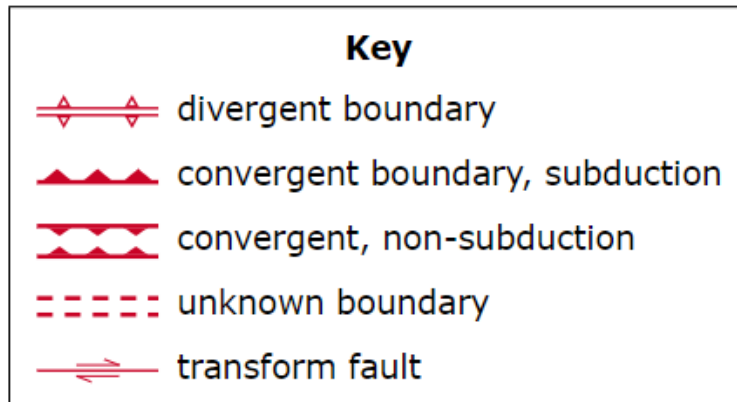 Key
divergent boundary
convergent boundary, subduction
convergent, non-subduction
unknown boundary
transform fault